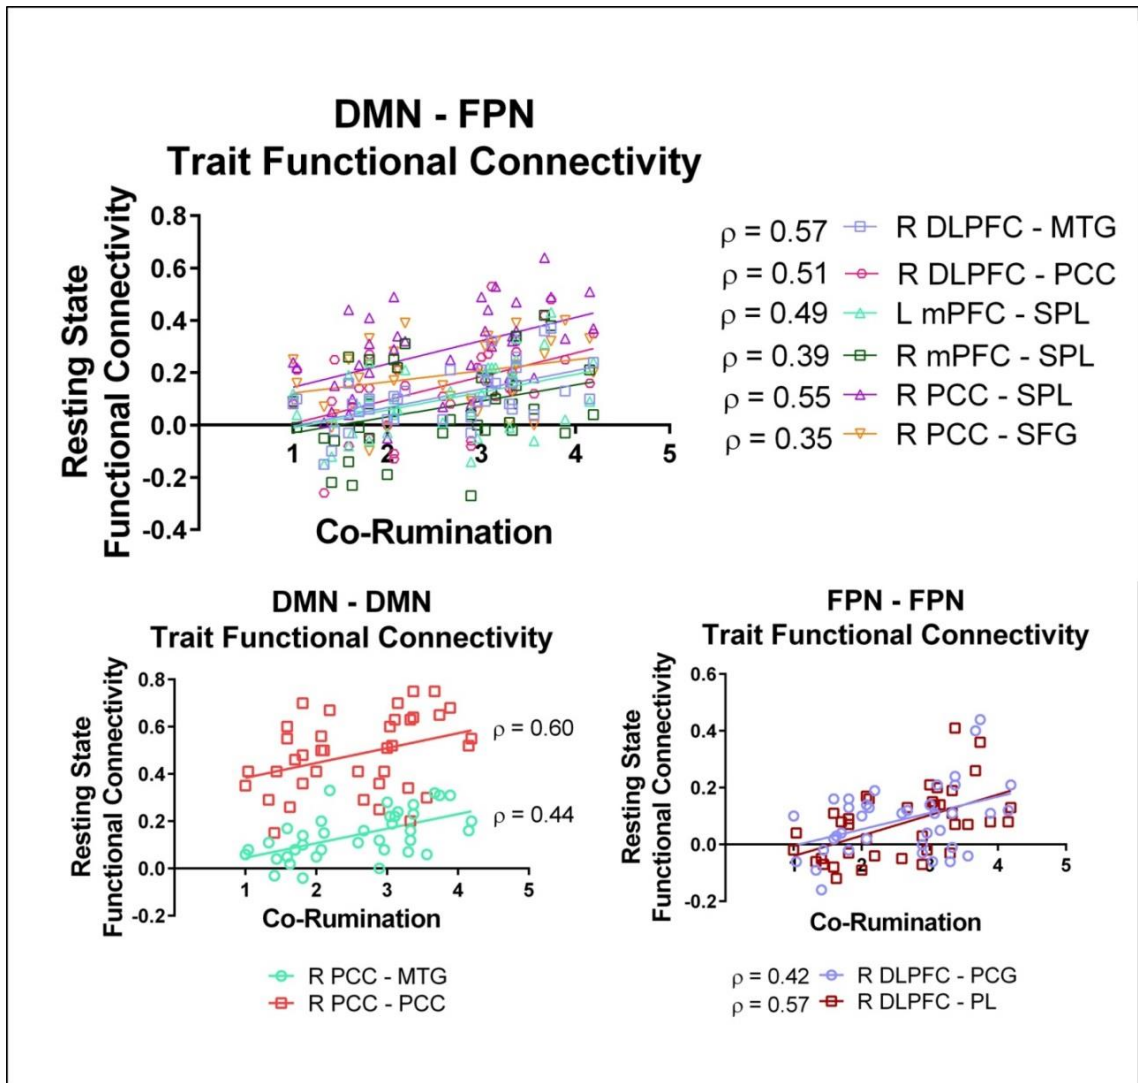 DMN - FPN
Trait Functional Connectivity
Resting State
Functional Connectivity
0.8
0.6
0.4
0.2
0.0
-0.2
-0.4
1
2
3
4
5
Co-Rumination
ρ = 0.57 R DLPFC - MTG
ρ = 0.51 R DLPFC - PCC
ρ = 0.49 L mPFC - SPL
ρ = 0.39 R mPFC - SPL
ρ = 0.55 R PCC - SPL
ρ = 0.35 R PCC - SFG
DMN - DMN
Trait Functional Connectivity
Resting State
Functional Connectivity
0.8
0.6
0.4
0.2
0.0
-0.2
1
2
3
4
5
ρ = 0.60
ρ = 0.44
Co-Rumination
R PCC - MTG
R PCC - PCC
FPN - FPN
Trait Functional Connectivity
Resting State
Functional Connectivity
0.6
0.4
0.2
0.0
-0.2
1
2
3
4
5
Co-Rumination
ρ = 0.42 R DLPFC - PCG
ρ = 0.57 R DLPFC - PL